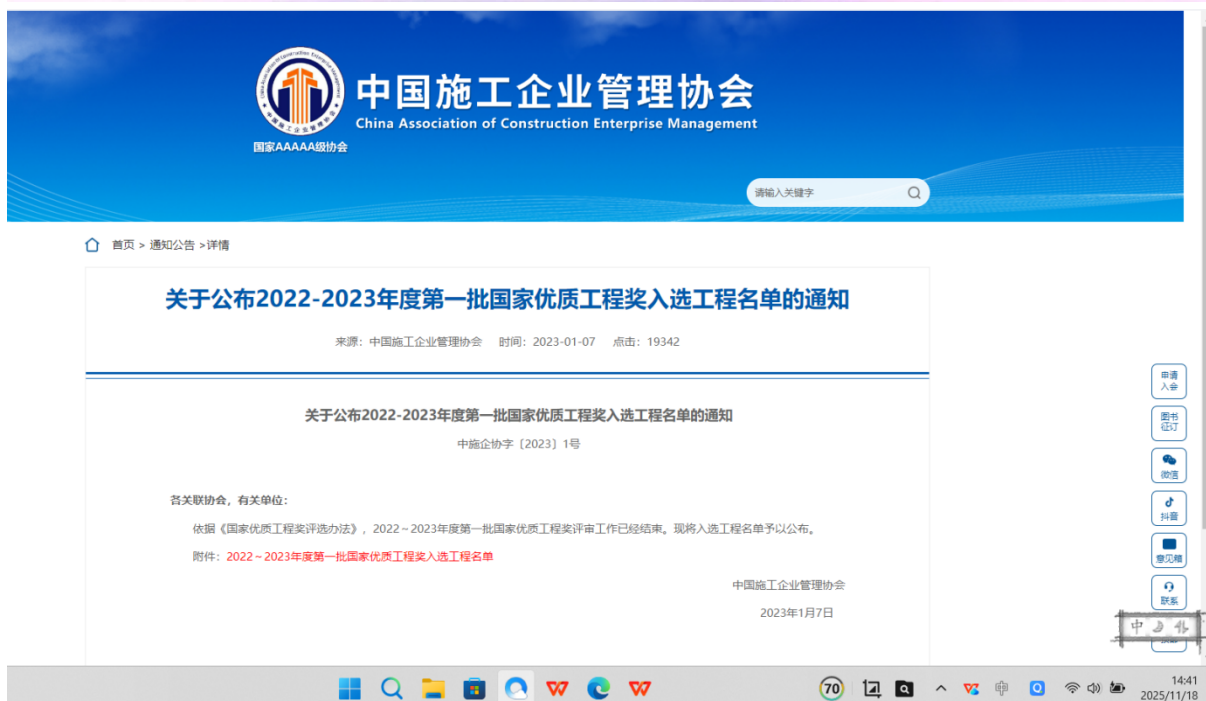 中国施工企业管理协会
China Association of Construction Enterprise Management
国家AAAAA级协会
请输入关键字
首页 > 通知公告 >详情
关于公布2022-2023年度第一批国家优质工程奖入选工程名单的通知
来源：中国施工企业管理协会 时间：2023-01-07 点击：19342
关于公布2022-2023年度第一批国家优质工程奖入选工程名单的通知
中施企协字〔2023〕1号
各关联协会，有关单位：
依据《国家优质工程奖评选办法》，2022～2023年度第一批国家优质工程奖评审工作已经结束。现将入选工程名单予以公布。
附件：2022～2023年度第一批国家优质工程奖入选工程名单
中国施工企业管理协会
2023年1月7日
申请
入会
图书
征订
微信
抖音
意见箱
联系
中
70
中
14:41
2025/11/18